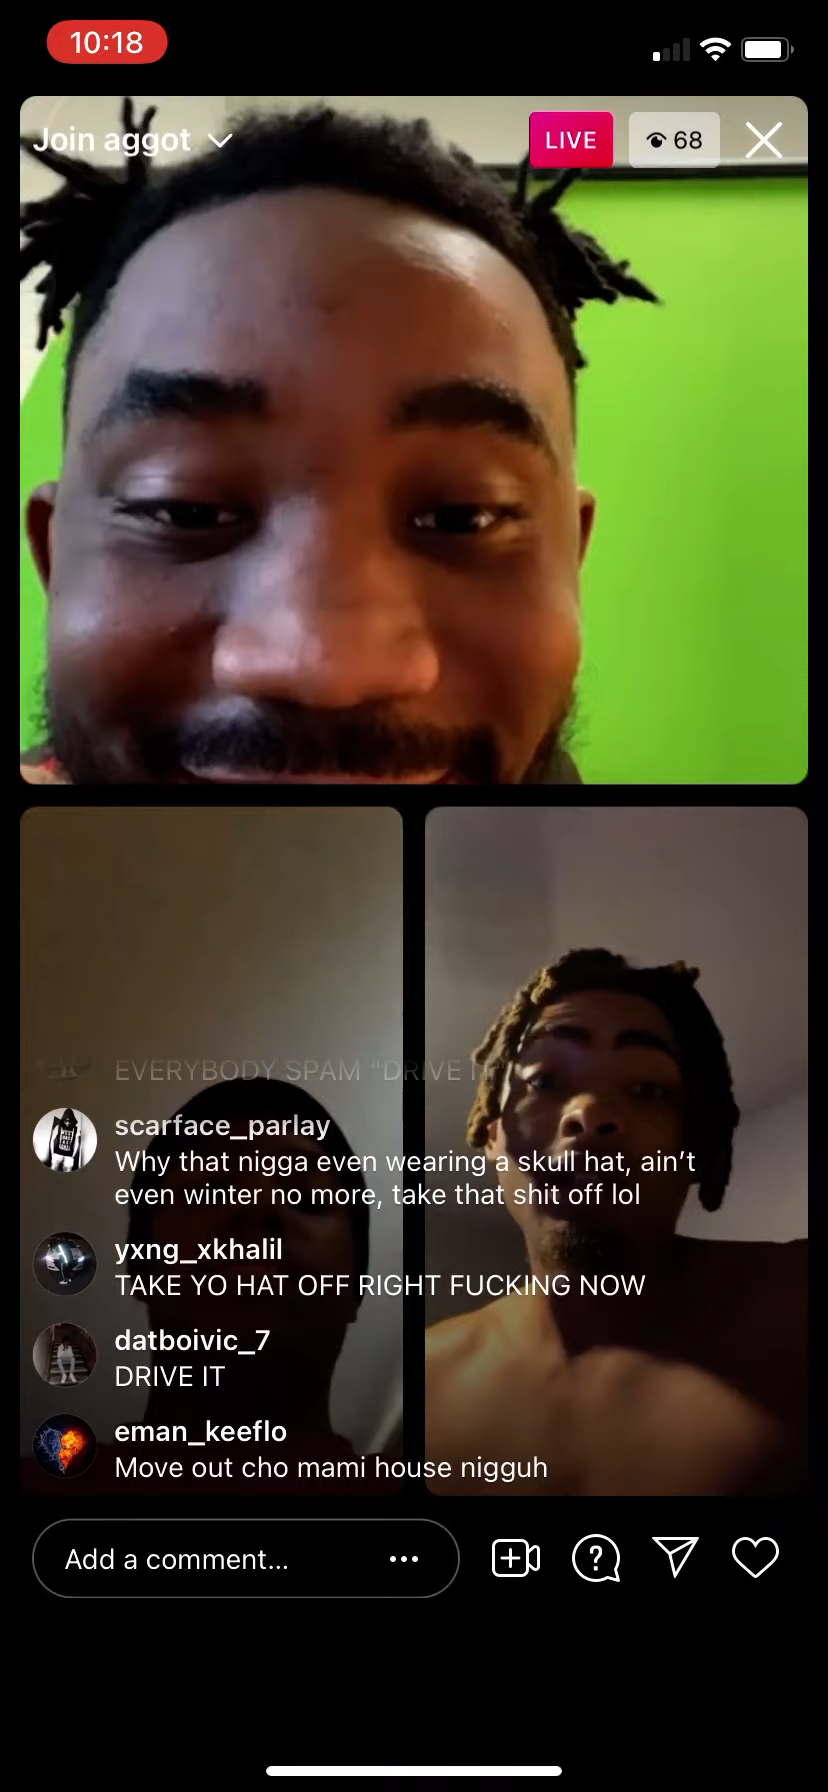 10:18
Join aggot
LIVE
68
EVERYBODY SPAM "DRIVE IT"
scarface_parlay
Why that nigga even wearing a skull hat, ain't
even winter no more, take that shit off lol
yxng_xkhalil
TAKE YO HAT OFF RIGHT FUCKING NOW
datboivic_7
DRIVE IT
eman_keeflo
Move out cho mami house nigguh
Add a comment...